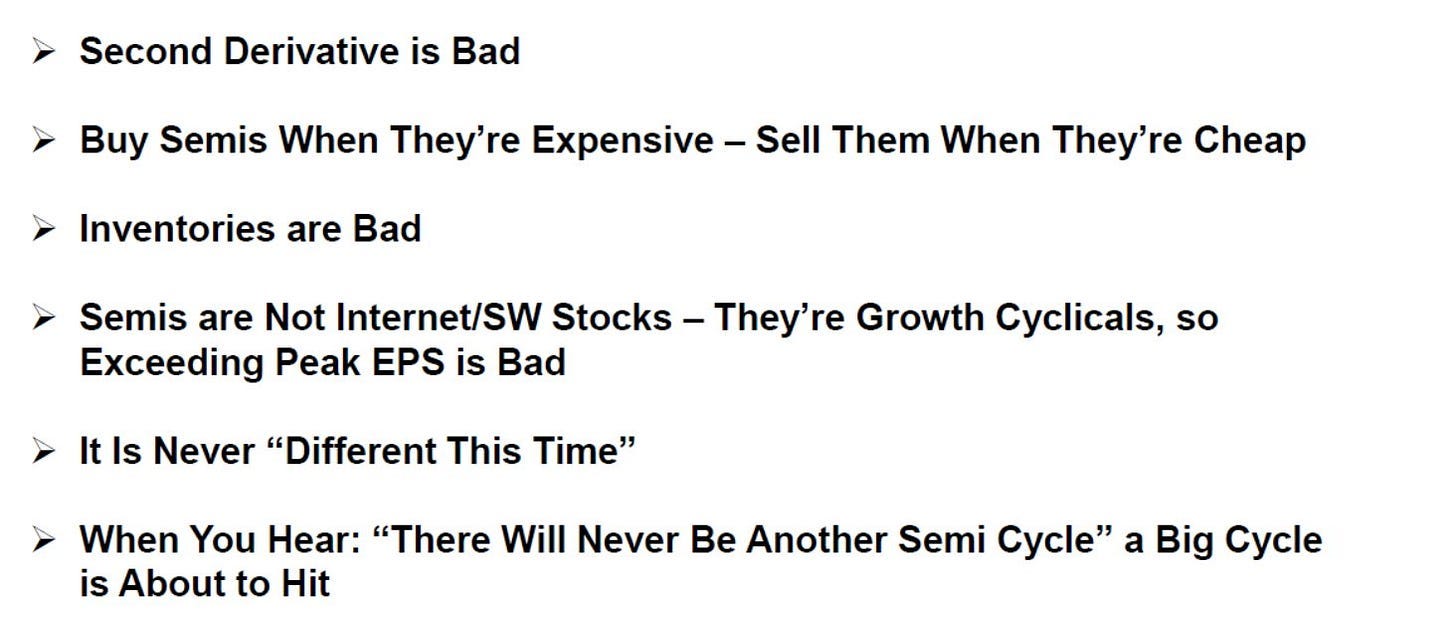 ➢ Second Derivative is Bad
➢ Buy Semis When They’re Expensive – Sell Them When They’re Cheap
➢ Inventories are Bad
➢ Semis are Not Internet/SW Stocks – They’re Growth Cyclicals, so
Exceeding Peak EPS is Bad
➢ It Is Never “Different This Time”
➢ When You Hear: “There Will Never Be Another Semi Cycle” a Big Cycle
is About to Hit